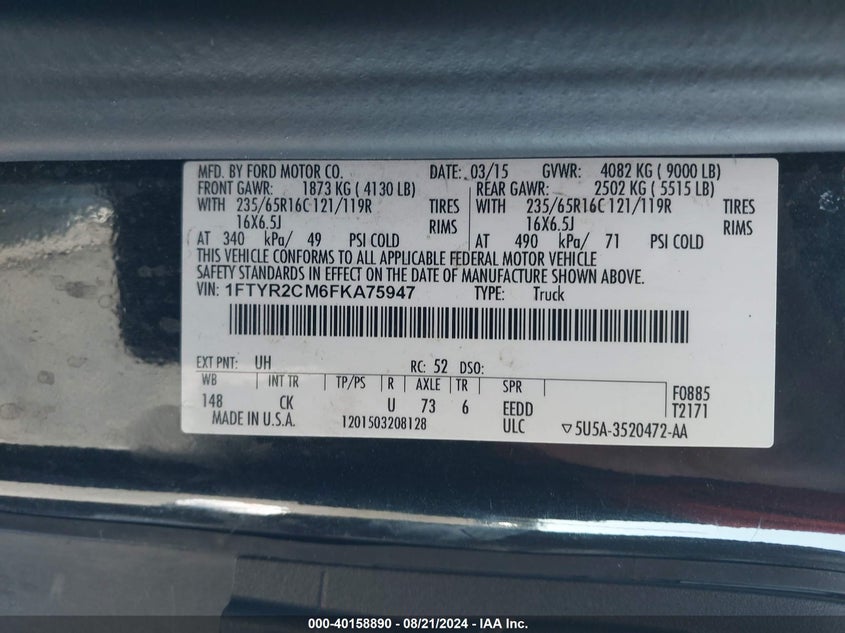 MFD. BY FORD MOTOR CO. DATE: 03/15 GVWR: 4082 KG ( 9000 LB)
FRONT GAWR: 1873 KG ( 4130 LB) REAR GAWR: 2502 KG ( 5515 LB)
WITH 235/65R16C 121/119R TIRES WITH 235/65R16C 121/119R TIRES
16X6.5J RIMS 16X6.5J RIMS
AT 340 kPa/ 49 PSI COLD AT 490 kPa/ 71 PSI COLD
THIS VEHICLE CONFORMS TO ALL APPLICABLE FEDERAL MOTOR VEHICLE
SAFETY STANDARDS IN EFFECT ON THE DATE OF MANUFACTURE SHOWN ABOVE.
VIN: 1FTYR2CM6FKA75947 TYPE: Truck
EXT PNT: UH RC: 52 DSO:
WB INT TR TP/PS R AXLE TR SPR F0885
148 CK U 73 6 EEDD T2171
MADE IN U.S.A. 1201503208128 ULC ▽5U5A-3520472-AA
000-40158890 - 08/21/2024 - IAA Inc.